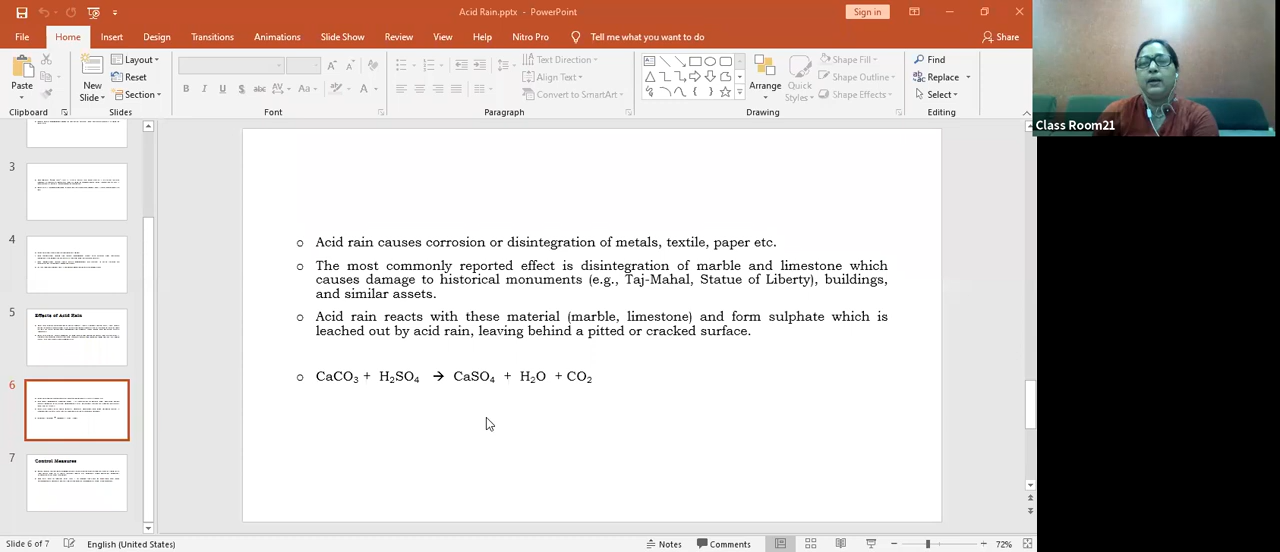 Acid Rain.pptx - PowerPoint
Sign in
File Home Insert Design Transitions Animations Slide Show Review View Help Nitro Pro Tell me what you want to do Share
Paste
Clipboard
New Slide
Layout
Reset
Section
Slides
B I U S abc AV Aa A
Font
Text Direction
Align Text
Convert to SmartArt
Paragraph
Arrange
Quick Styles
Shape Fill
Shape Outline
Shape Effects
Drawing
Find
Replace
Select
Editing
Class Room21
3
4
5
Effects of Acid Rain
6
7
Control Measures
o Acid rain causes corrosion or disintegration of metals, textile, paper etc.
o The most commonly reported effect is disintegration of marble and limestone which
causes damage to historical monuments (e.g., Taj-Mahal, Statue of Liberty), buildings,
and similar assets.
o Acid rain reacts with these material (marble, limestone) and form sulphate which is
leached out by acid rain, leaving behind a pitted or cracked surface.
o CaCO₃ + H₂SO₄ → CaSO₄ + H₂O + CO₂
Slide 6 of 7 English (United States) Notes Comments 72%